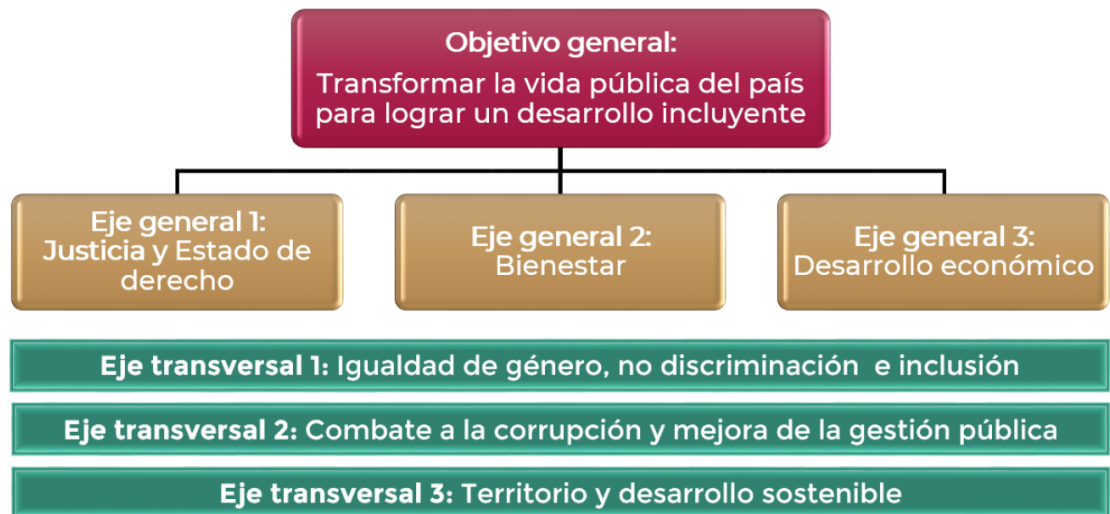 Objetivo general:
Transformar la vida pública del país
para lograr un desarrollo incluyente
Eje general 1:
Justicia y Estado de
derecho
Eje general 2:
Bienestar
Eje general 3:
Desarrollo económico
Eje transversal 1: Igualdad de género, no discriminación e inclusión
Eje transversal 2: Combate a la corrupción y mejora de la gestión pública
Eje transversal 3: Territorio y desarrollo sostenible